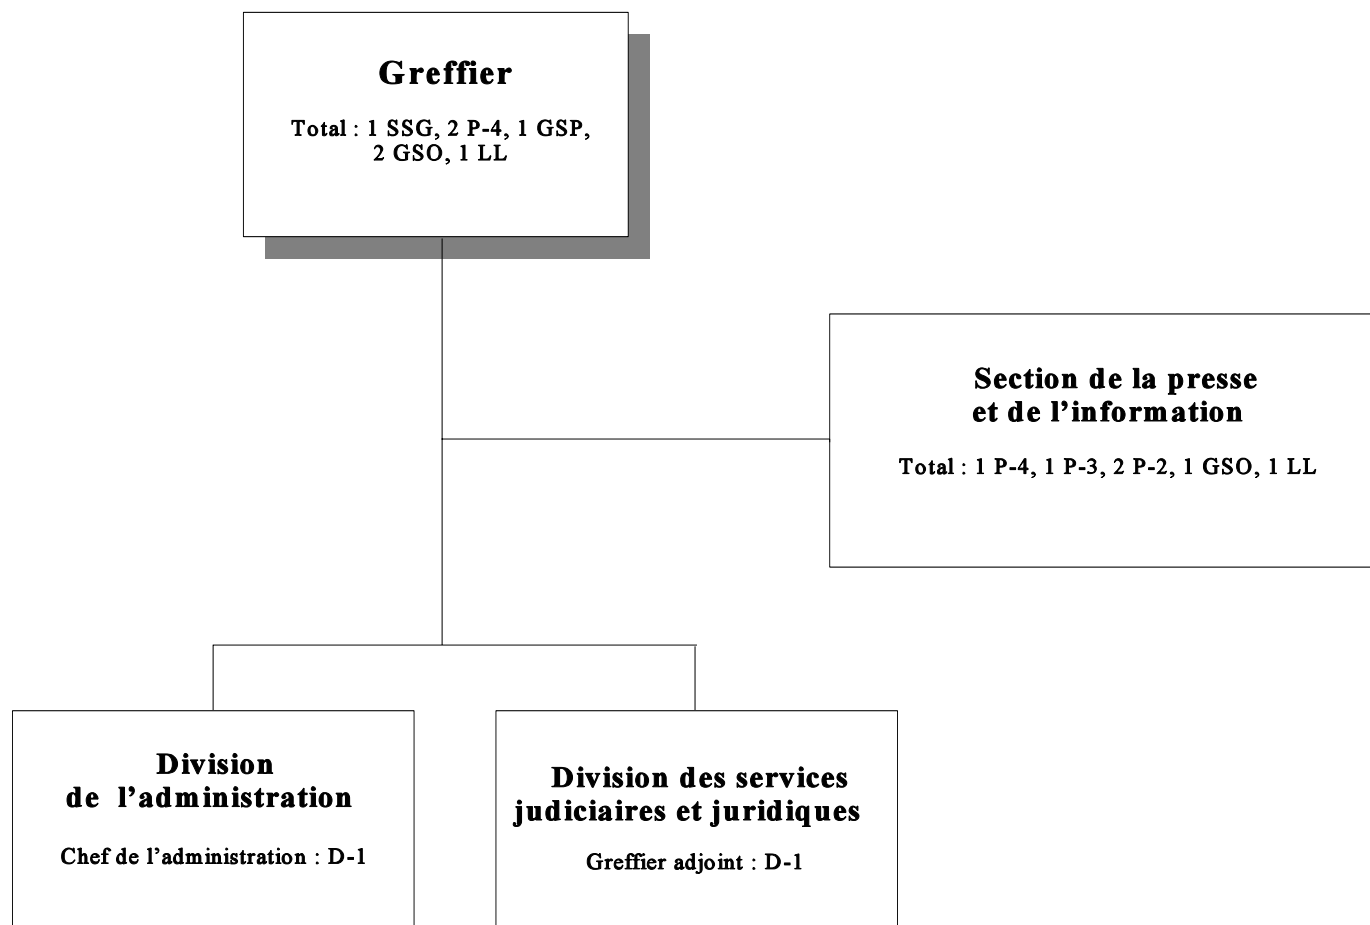 Greffier
Total : 1 SSG, 2 P-4, 1 GSP,
2 GSO, 1 LL
Section de la presse
et de l’information
Total : 1 P-4, 1 P-3, 2 P-2, 1 GSO, 1 LL
Division
de l’administration
Chef de l’administration : D-1
Division des services
judiciaires et juridiques
Greffier adjoint : D-1